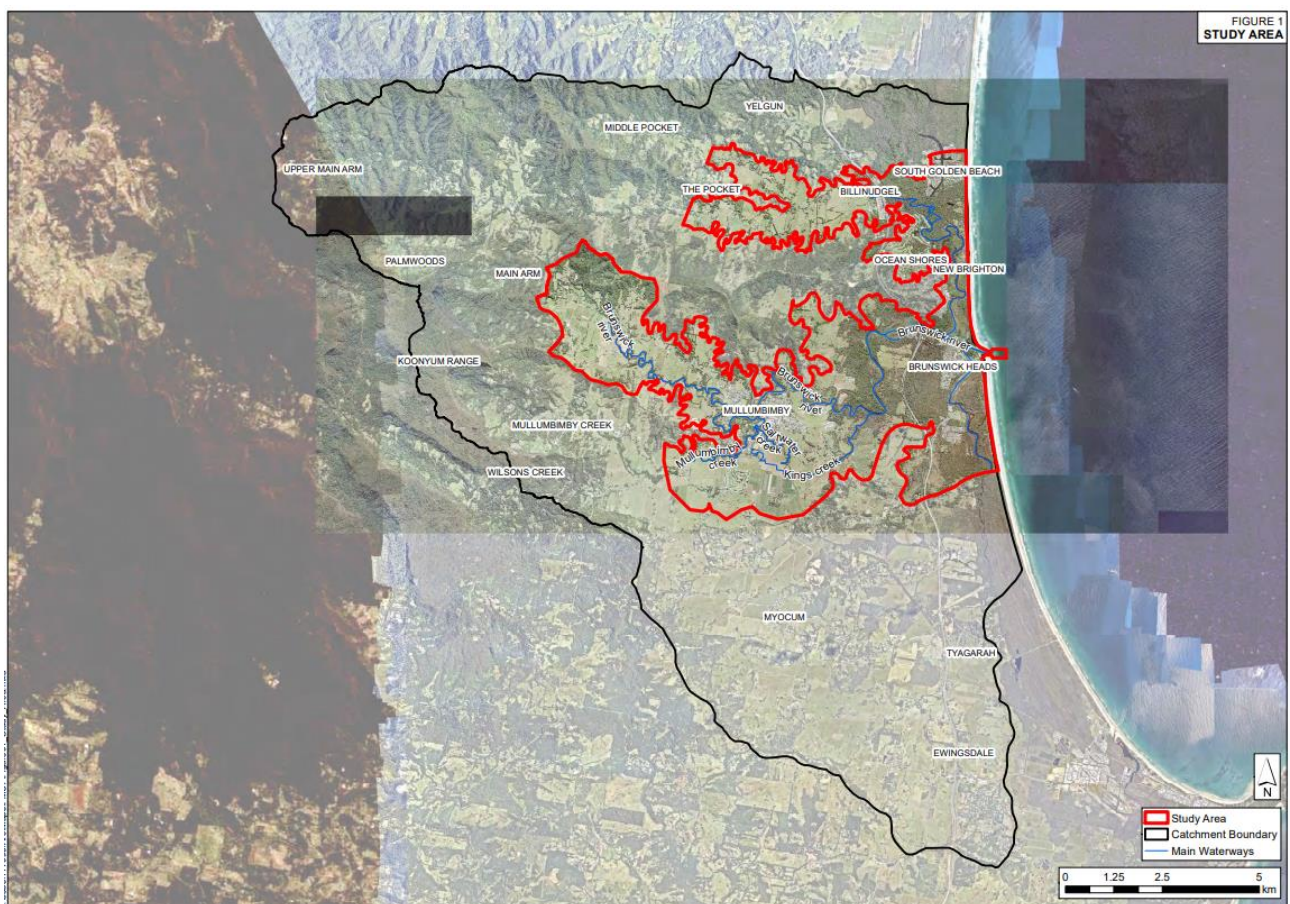 FIGURE 1
STUDY AREA
YELGUN
MIDDLE POCKET
UPPER MAIN ARM
SOUTH GOLDEN BEACH
THE POCKET
BILLINUDGEL
PALMWOODS
OCEAN SHORES
NEW BRIGHTON
MAIN ARM
Brunswick
river
Brunswick river
KOONYUM RANGE
BRUNSWICK HEADS
Brunswick
river
MULLUMBIMBY
MULLUMBIMBY CREEK
Saltwater
creek
Mullumbimby
creek
Kings creek
WILSONS CREEK
MYOCUM
TYAGARAH
EWINGSDALE
N
Study Area
Catchment Boundary
Main Waterways
0 1.25 2.5 5
km